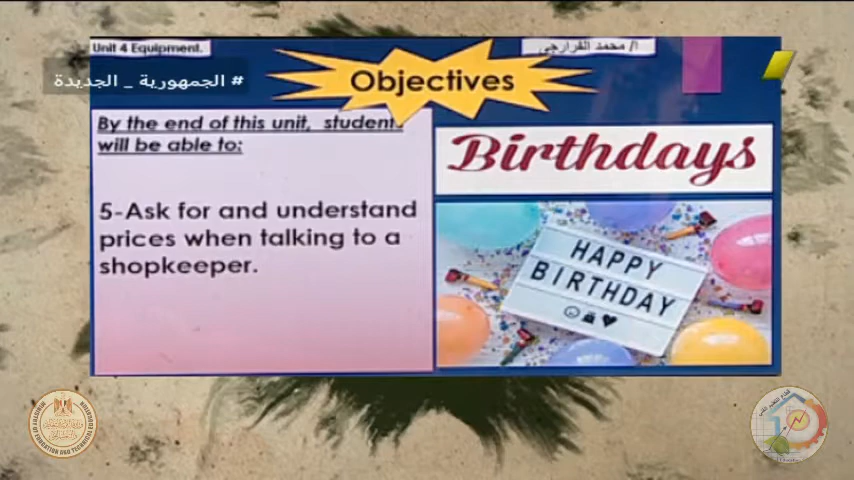 Unit 4 Equipment.
ا/ محمد القرارجى
# الجمهورية _ الجديدة
Objectives
By the end of this unit, students
will be able to:
5-Ask for and understand
prices when talking to a
shopkeeper.
Birthdays
HAPPY
BIRTHDAY